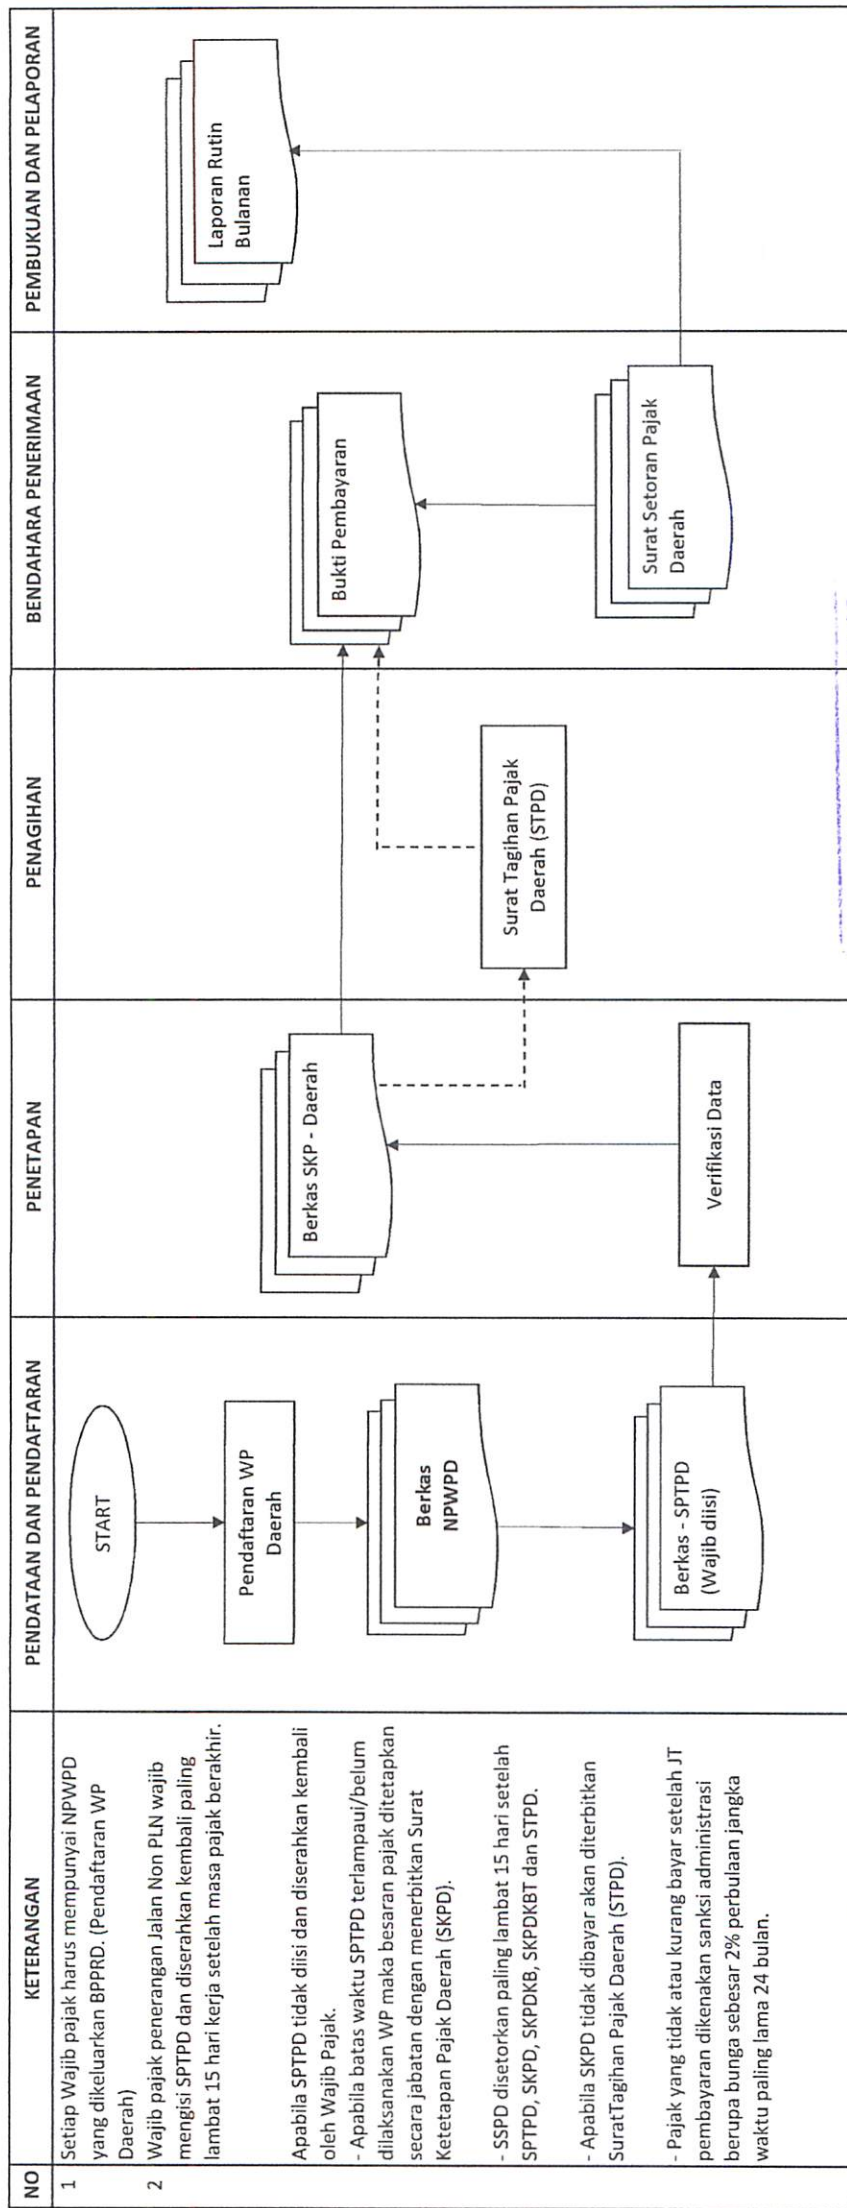 NO
KETERANGAN
PENDATAAN DAN PENDAFTARAN
PENETAPAN
PENAGIHAN
BENDAHARA PENERIMAAN
PEMBUKUAN DAN PELAPORAN
1
Setiap Wajib pajak harus mempunyai NPWPD
yang dikeluarkan BPPRD. (Pendaftaran WP
Daerah)
2
Wajib pajak penerangan Jalan Non PLN wajib
mengisi SPTPD dan diserahkan kembali paling
lambat 15 hari kerja setelah masa pajak berakhir.
Apabila SPTPD tidak diisi dan diserahkan kembali
oleh Wajib Pajak.
- Apabila batas waktu SPTPD terlampaui/belum
dilaksanakan WP maka besaran pajak ditetapkan
secara jabatan dengan menerbitkan Surat
Ketetapan Pajak Daerah (SKPD).
- SSPD disetorkan paling lambat 15 hari setelah
SPTPD, SKPD, SKPDKB, SKPDKBT dan STPD.
- Apabila SKPD tidak dibayar akan diterbitkan
SuratTagihan Pajak Daerah (STPD).
- Pajak yang tidak atau kurang bayar setelah JT
pembayaran dikenakan sanksi administrasi
berupa bunga sebesar 2% perbulaan jangka
waktu paling lama 24 bulan.
START
Pendaftaran WP
Daerah
Berkas
NPWPD
Berkas - SPTPD
(Wajib diisi)
Berkas SKP - Daerah
Verifikasi Data
Surat Tagihan Pajak
Daerah (STPD)
Bukti Pembayaran
Surat Setoran Pajak
Daerah
Laporan Rutin
Bulanan